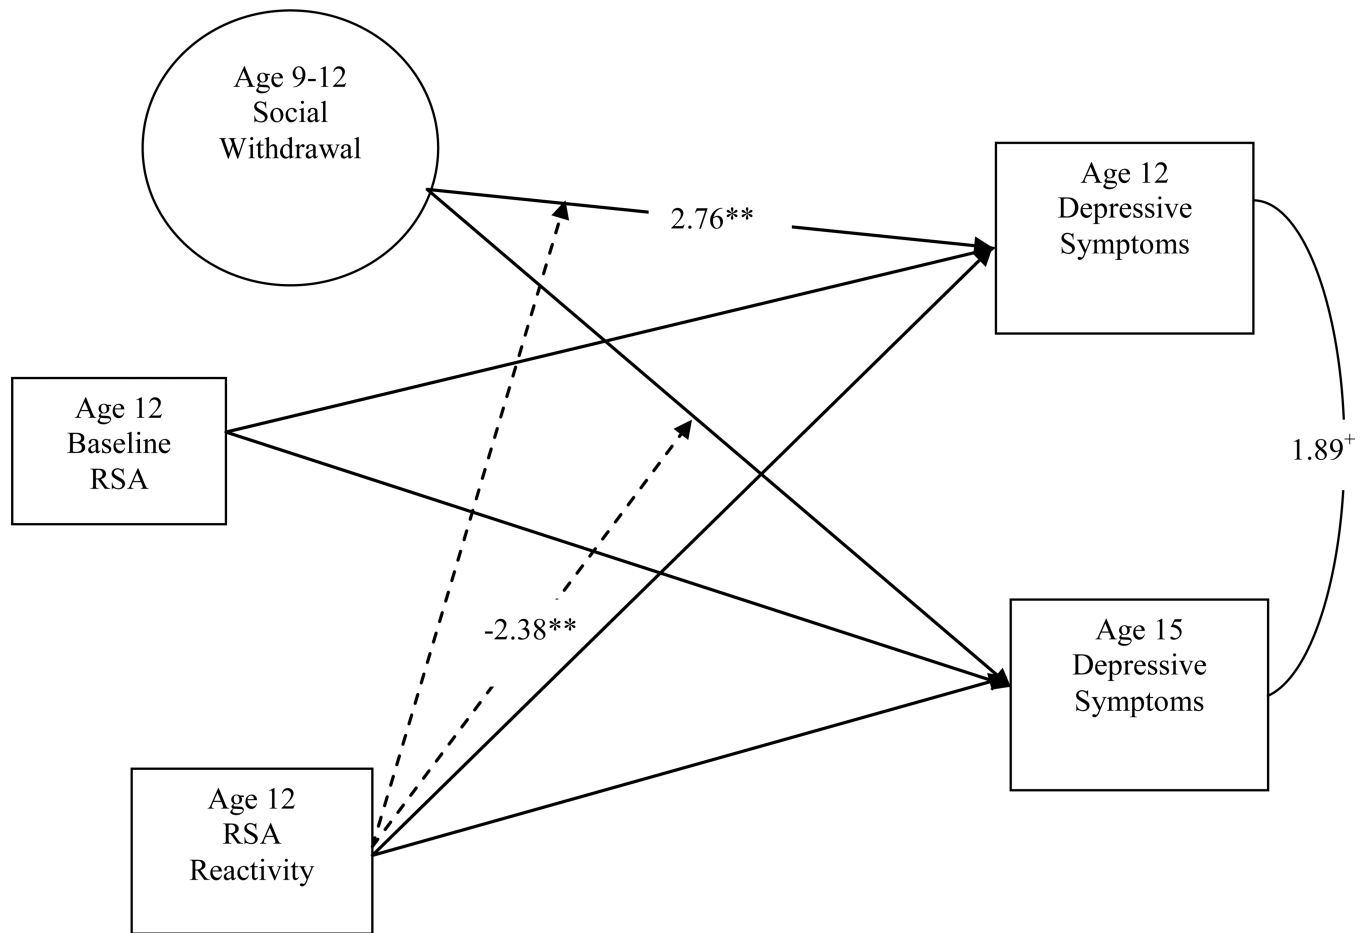 Age 9-12
Social
Withdrawal
Age 12
Depressive
Symptoms
2.76**
Age 12
Baseline
RSA
1.89+
-2.38**
Age 15
Depressive
Symptoms
Age 12
RSA
Reactivity